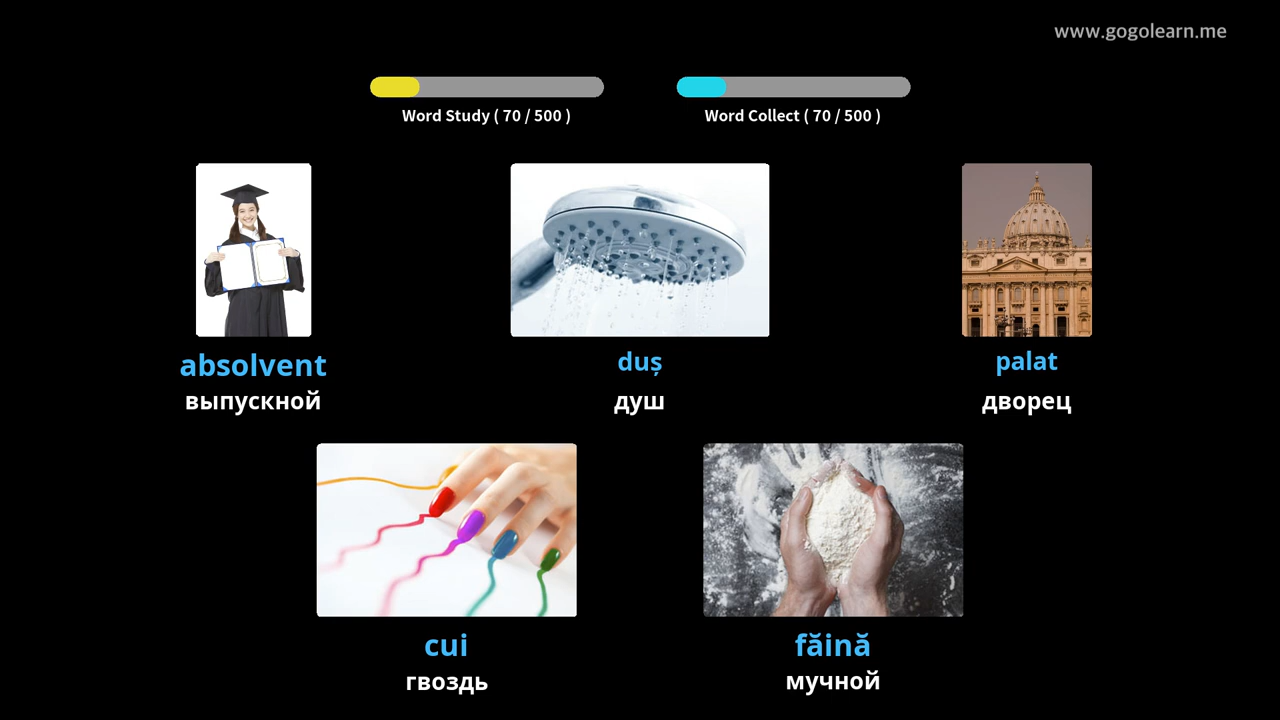 www.gogolearn.me
Word Study ( 70 / 500 )
Word Collect ( 70 / 500 )
absolvent
выпускной
duș
душ
palat
дворец
cui
гвоздь
făină
мучной